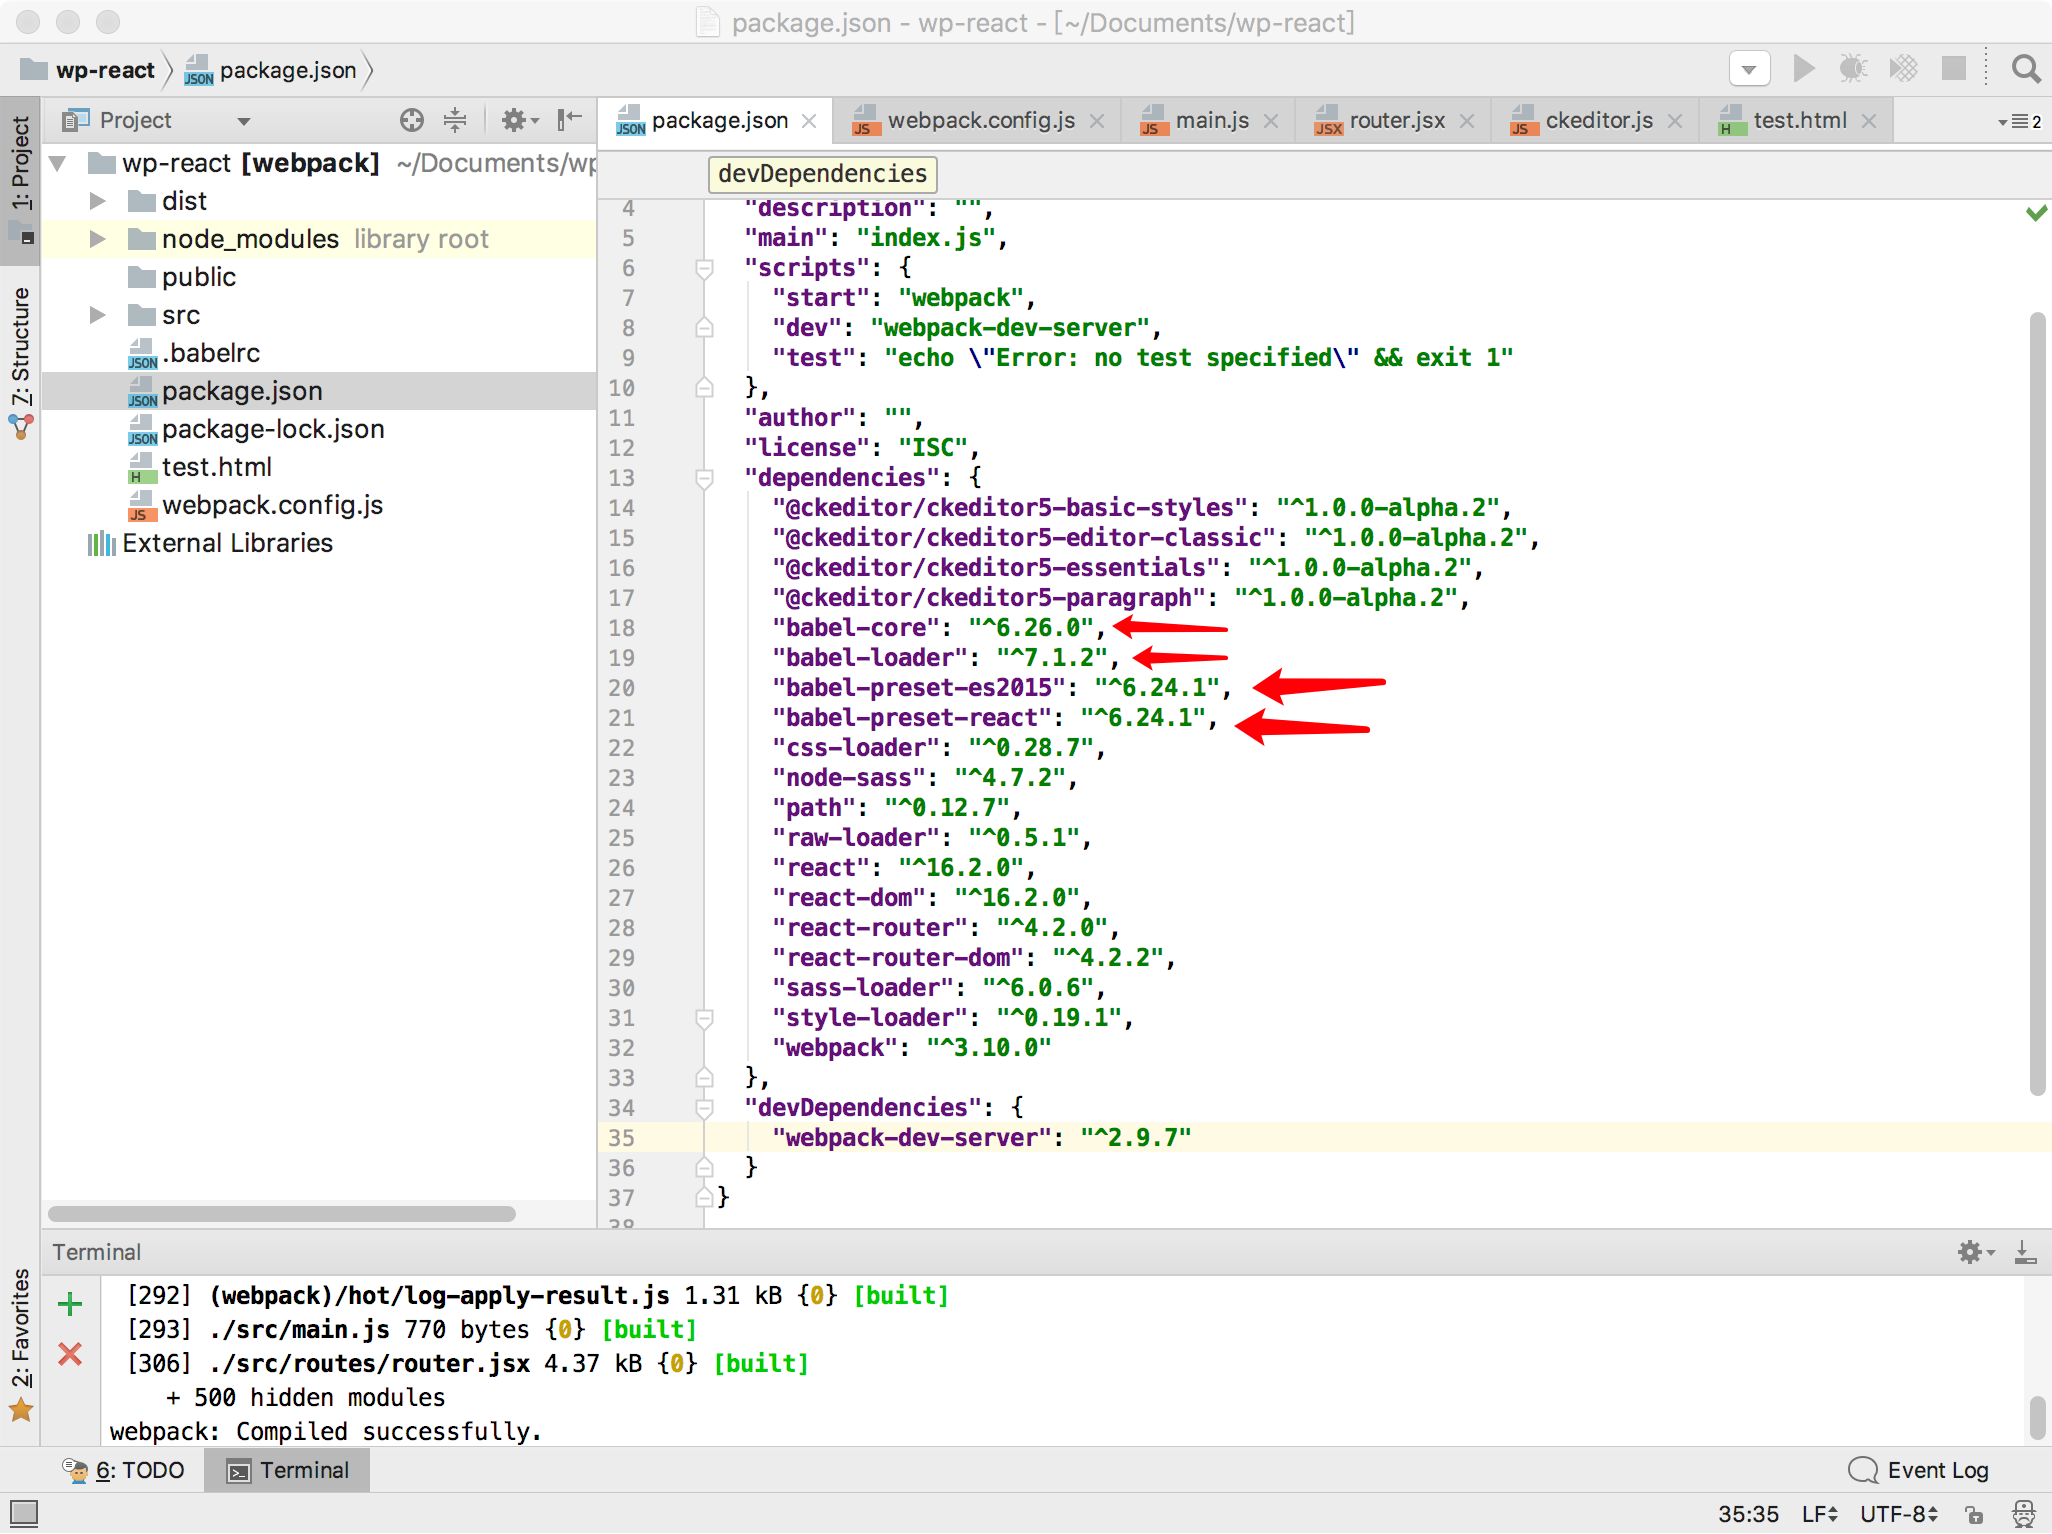 package.json - wp-react - [~/Documents/wp-react]
wp-react package.json
1: Project
7: Structure
2: Favorites
Project
wp-react [webpack] ~/Documents/wp
dist
node_modules library root
public
src
.babelrc
package.json
package-lock.json
test.html
webpack.config.js
External Libraries
package.json webpack.config.js main.js router.jsx ckeditor.js test.html 2
devDependencies
4 "description": "",
5 "main": "index.js",
6 "scripts": {
7 "start": "webpack",
8 "dev": "webpack-dev-server",
9 "test": "echo \"Error: no test specified\" && exit 1"
10 },
11 "author": "",
12 "license": "ISC",
13 "dependencies": {
14 "@ckeditor/ckeditor5-basic-styles": "^1.0.0-alpha.2",
15 "@ckeditor/ckeditor5-editor-classic": "^1.0.0-alpha.2",
16 "@ckeditor/ckeditor5-essentials": "^1.0.0-alpha.2",
17 "@ckeditor/ckeditor5-paragraph": "^1.0.0-alpha.2",
18 "babel-core": "^6.26.0",
19 "babel-loader": "^7.1.2",
20 "babel-preset-es2015": "^6.24.1",
21 "babel-preset-react": "^6.24.1",
22 "css-loader": "^0.28.7",
23 "node-sass": "^4.7.2",
24 "path": "^0.12.7",
25 "raw-loader": "^0.5.1",
26 "react": "^16.2.0",
27 "react-dom": "^16.2.0",
28 "react-router": "^4.2.0",
29 "react-router-dom": "^4.2.2",
30 "sass-loader": "^6.0.6",
31 "style-loader": "^0.19.1",
32 "webpack": "^3.10.0"
33 },
34 "devDependencies": {
35 "webpack-dev-server": "^2.9.7"
36 }
37 }
38
Terminal
[292] (webpack)/hot/log-apply-result.js 1.31 kB {0} [built]
[293] ./src/main.js 770 bytes {0} [built]
[306] ./src/routes/router.jsx 4.37 kB {0} [built]
+ 500 hidden modules
webpack: Compiled successfully.
6: TODO Terminal Event Log
35:35 LF UTF-8